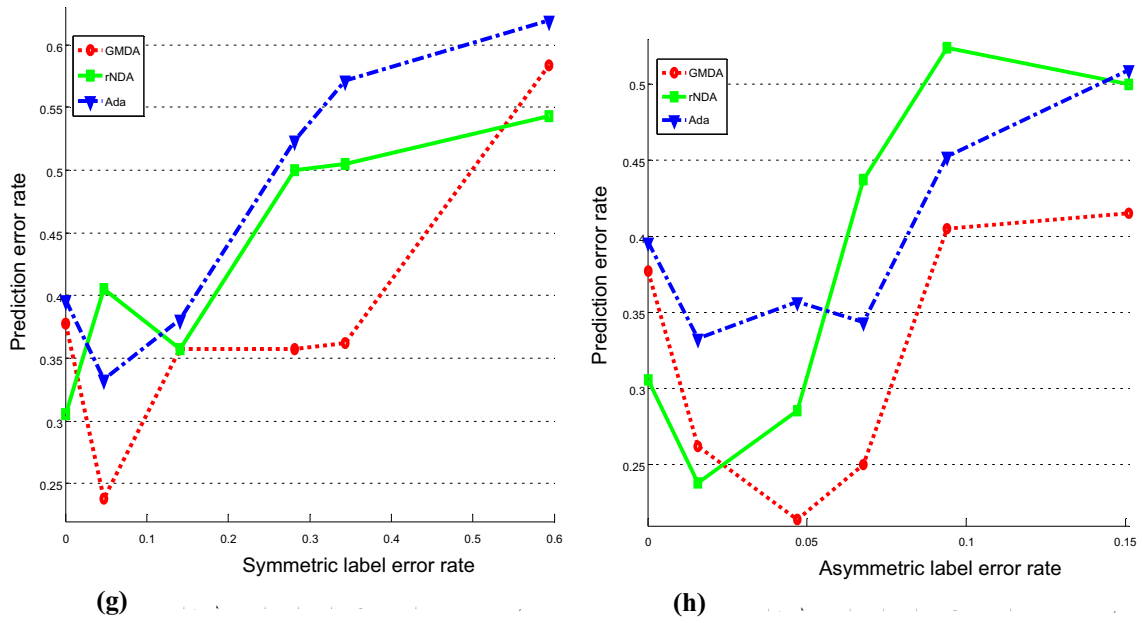 GMDA
rNDA
Ada
Prediction error rate
0.6
0.55
0.5
0.45
0.4
0.35
0.3
0.25
0 0.1 0.2 0.3 0.4 0.5 0.6
Symmetric label error rate
(g)
GMDA
rNDA
Ada
Prediction error rate
0.5
0.45
0.4
0.35
0.3
0.25
0 0.05 0.1 0.15
Asymmetric label error rate
(h)